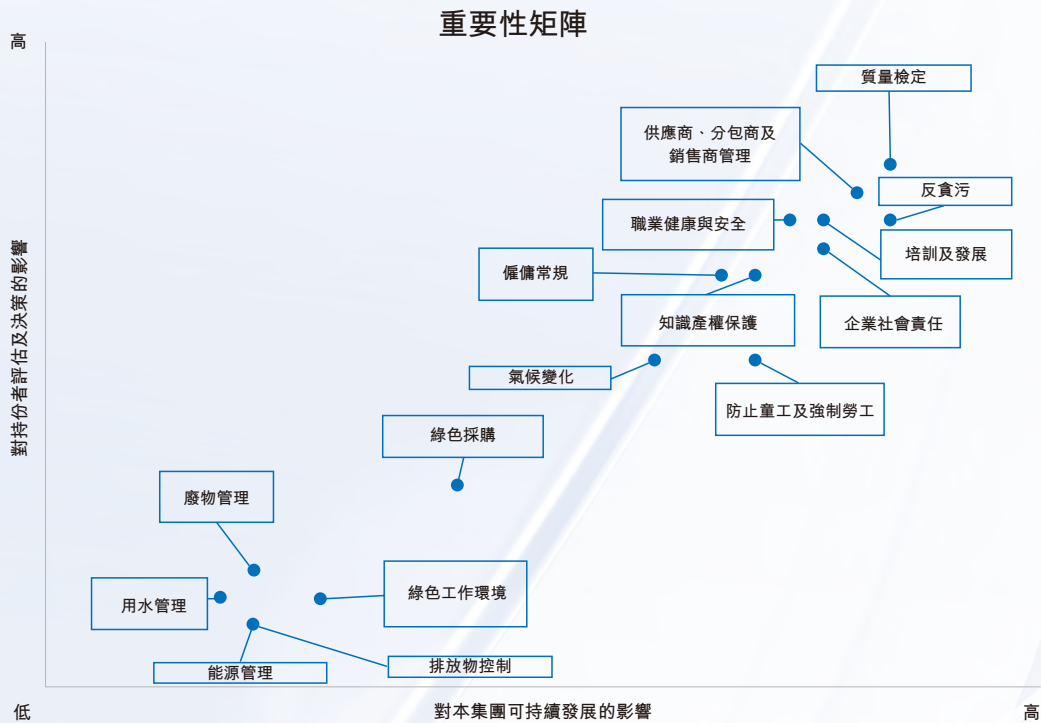 重要性矩陣
高
質量檢定
供應商、分包商及
銷售商管理
反貪污
職業健康與安全
培訓及發展
僱傭常規
知識產權保護
企業社會責任
氣候變化
防止童工及強制勞工
綠色採購
廢物管理
綠色工作環境
用水管理
排放物控制
能源管理
對持份者評估及決策的影響
低
對本集團可持續發展的影響
高